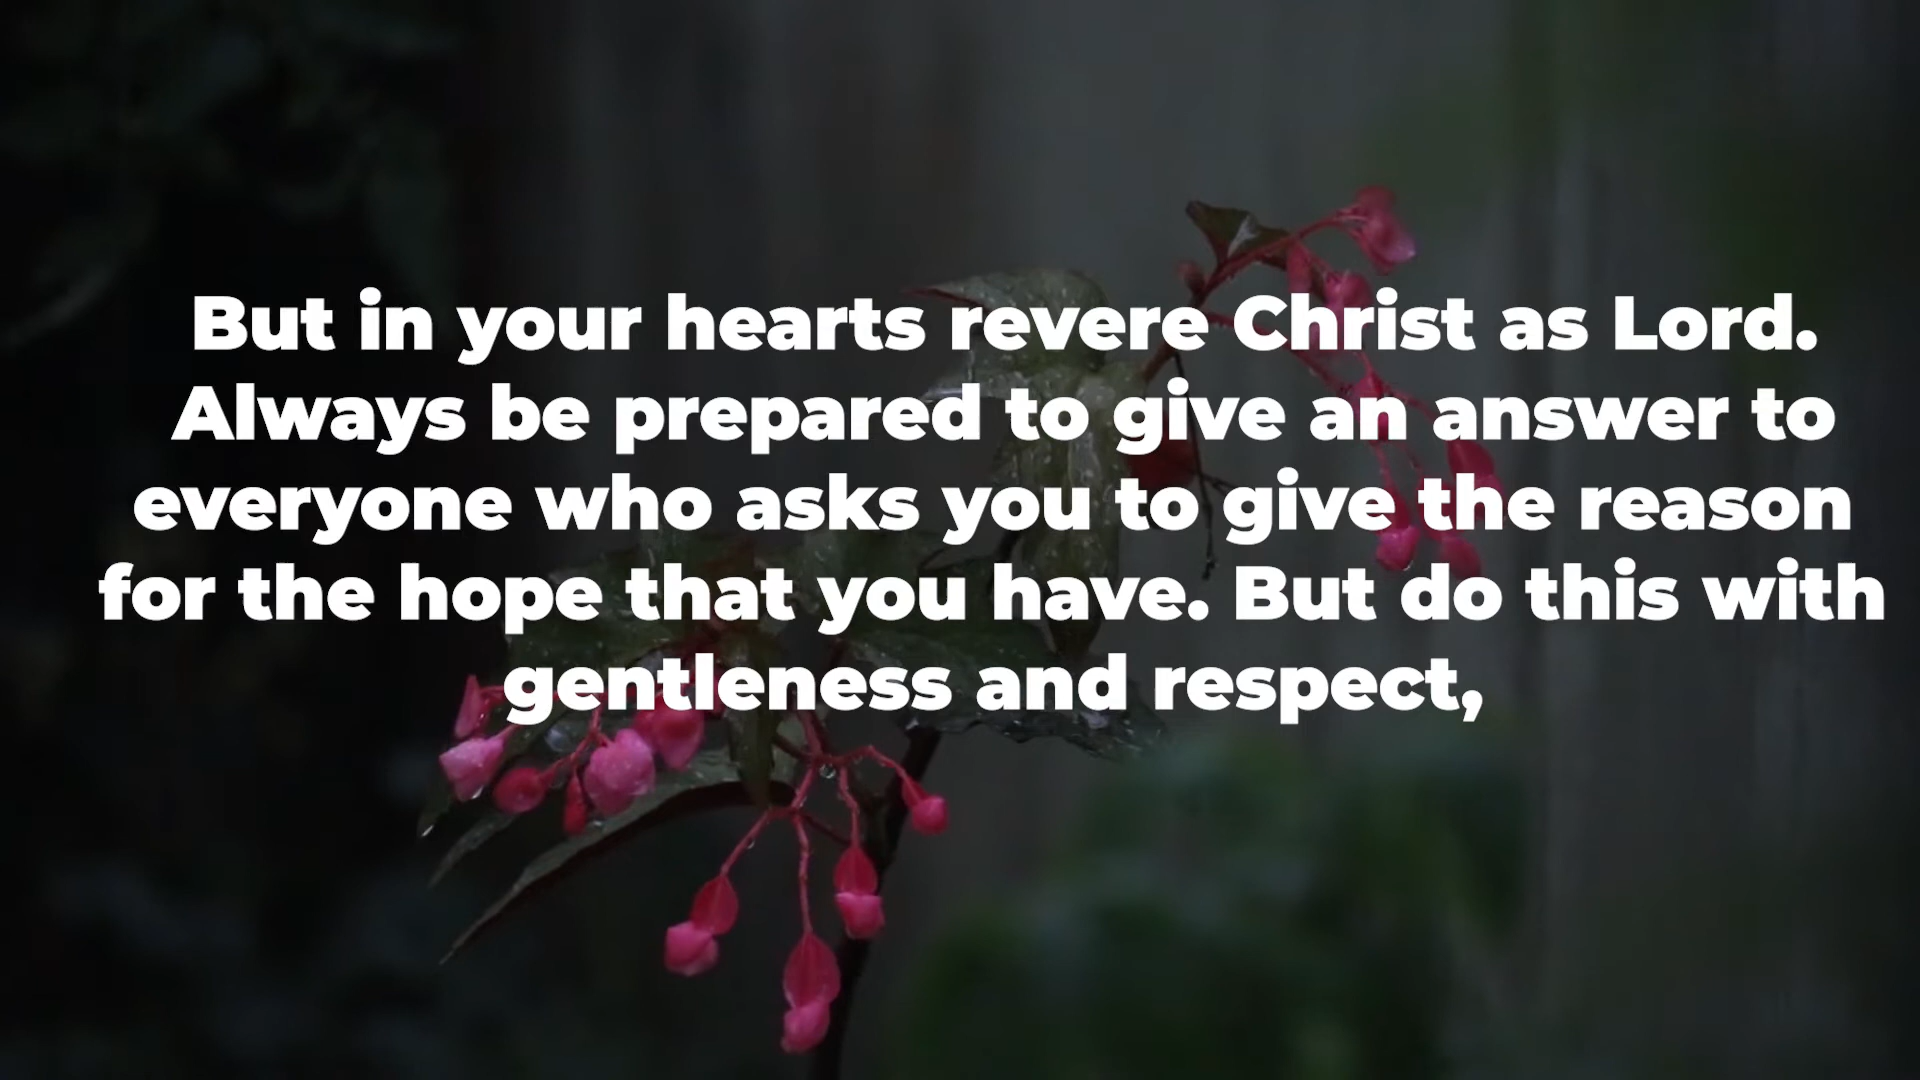 But in your hearts revere Christ as Lord.
Always be prepared to give an answer to
everyone who asks you to give the reason
for the hope that you have. But do this with
gentleness and respect,